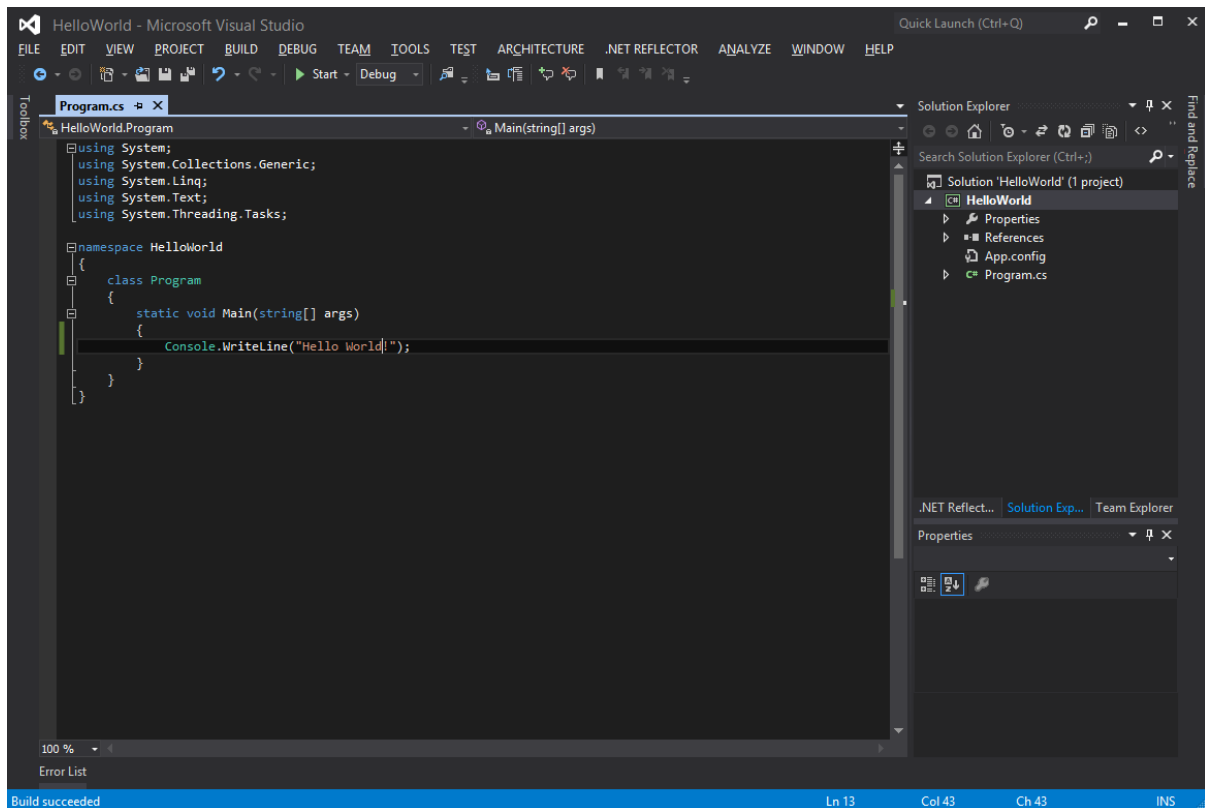 HelloWorld - Microsoft Visual Studio
Quick Launch (Ctrl+Q)
FILE EDIT VIEW PROJECT BUILD DEBUG TEAM TOOLS TEST ARCHITECTURE .NET REFLECTOR ANALYZE WINDOW HELP
Start Debug
Toolbox
Program.cs
HelloWorld.Program
Main(string[] args)
using System;
using System.Collections.Generic;
using System.Linq;
using System.Text;
using System.Threading.Tasks;
namespace HelloWorld
{
class Program
{
static void Main(string[] args)
{
Console.WriteLine("Hello World!");
}
}
}
100 %
Solution Explorer
Search Solution Explorer (Ctrl+;)
Solution 'HelloWorld' (1 project)
C# HelloWorld
Properties
References
App.config
C# Program.cs
.NET Reflect... Solution Exp... Team Explorer
Properties
Find and Replace
Error List
Build succeeded Ln 13 Col 43 Ch 43 INS